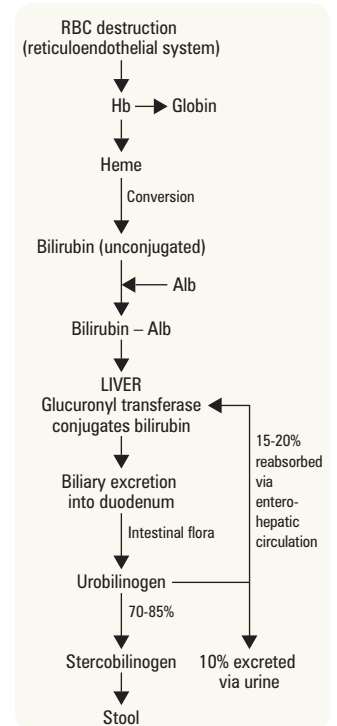 RBC destruction
(reticuloendothelial system)
Hb
Globin
Heme
Conversion
Bilirubin (unconjugated)
Alb
Bilirubin – Alb
LIVER
Glucuronyl transferase
conjugates bilirubin
15-20%
reabsorbed
via
entero-
hepatic
circulation
Biliary excretion
into duodenum
Intestinal flora
Urobilinogen
70-85%
Stercobilinogen
10% excreted
via urine
Stool